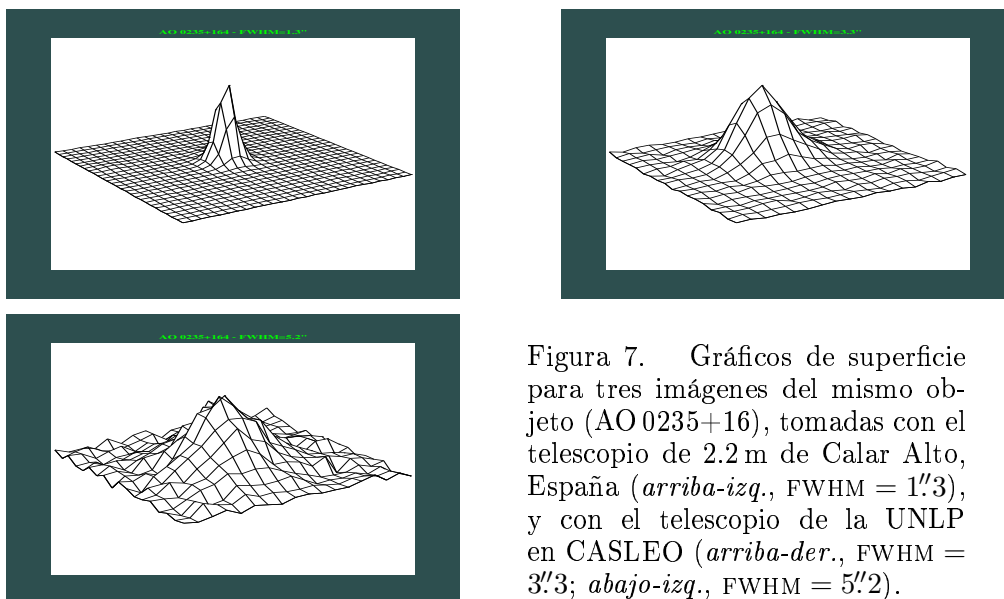 AO 0235+164 - FWHM=1.3"
AO 0235+164 - FWHM=3.3"
AO 0235+164 - FWHM=5.2"
Figura 7. Gráficos de superficie
para tres imágenes del mismo ob-
jeto (AO 0235+16), tomadas con el
telescopio de 2.2 m de Calar Alto,
España (arriba-izq., FWHM = 1″.3),
y con el telescopio de la UNLP
en CASLEO (arriba-der., FWHM =
3″.3; abajo-izq., FWHM = 5″.2).